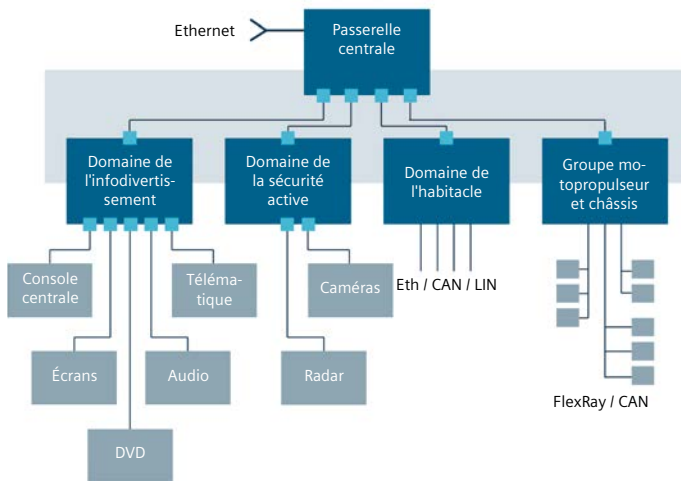 Ethernet
Passerelle
centrale
Domaine de
l'infodivertis-
sement
Domaine de
la sécurité
active
Domaine de
l'habitacle
Groupe mo-
topropulseur
et châssis
Console
centrale
Téléma-
tique
Caméras
Eth / CAN / LIN
Écrans
Audio
Radar
FlexRay / CAN
DVD